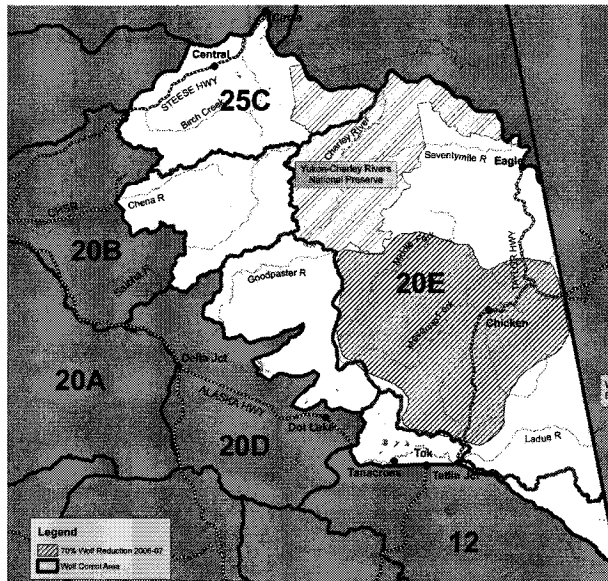 Circle
Central
STEESE HWY
Birch Creek
25C
Charley River
Yukon-Charley Rivers
National Preserve
Seventymile R
Eagle
TAYLOR HWY
Chena R
20B
Salcha R
Goodpaster R
20E
Chicken
20A
Delta Jct
ALASKA HWY
20D
Dot Lake
Ladue R
Tok
Tanacross
Tetlin Jct
12
Legend
70% Wolf Reduction 2006-07
Wolf Control Area